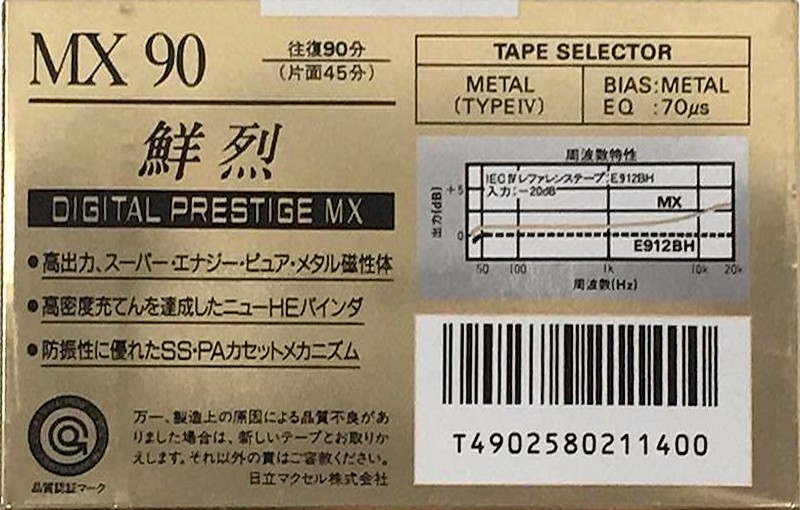 MX 90
往復90分
(片面45分)
鮮烈
DIGITAL PRESTIGE MX
●高出力、スーパー・エナジー・ピュア・メタル磁性体
●高密度充てんを達成したニューHEバインダ
●防振性に優れたSS・PAカセットメカニズム
品質認証マーク
万一、製造上の原因による品質不良があ
りました場合は、新しいテープとお取りか
えします。それ以外の責はご容赦ください。
日立マクセル株式会社
TAPE SELECTOR
METAL
(TYPEⅣ)
BIAS:METAL
EQ :70μs
周波数特性
IECⅣレファレンステープ:E912BH
入力:−20dB
出力(dB)
+5
0
MX
E912BH
50 100 1k 10k 20k
周波数(Hz)
T4902580211400